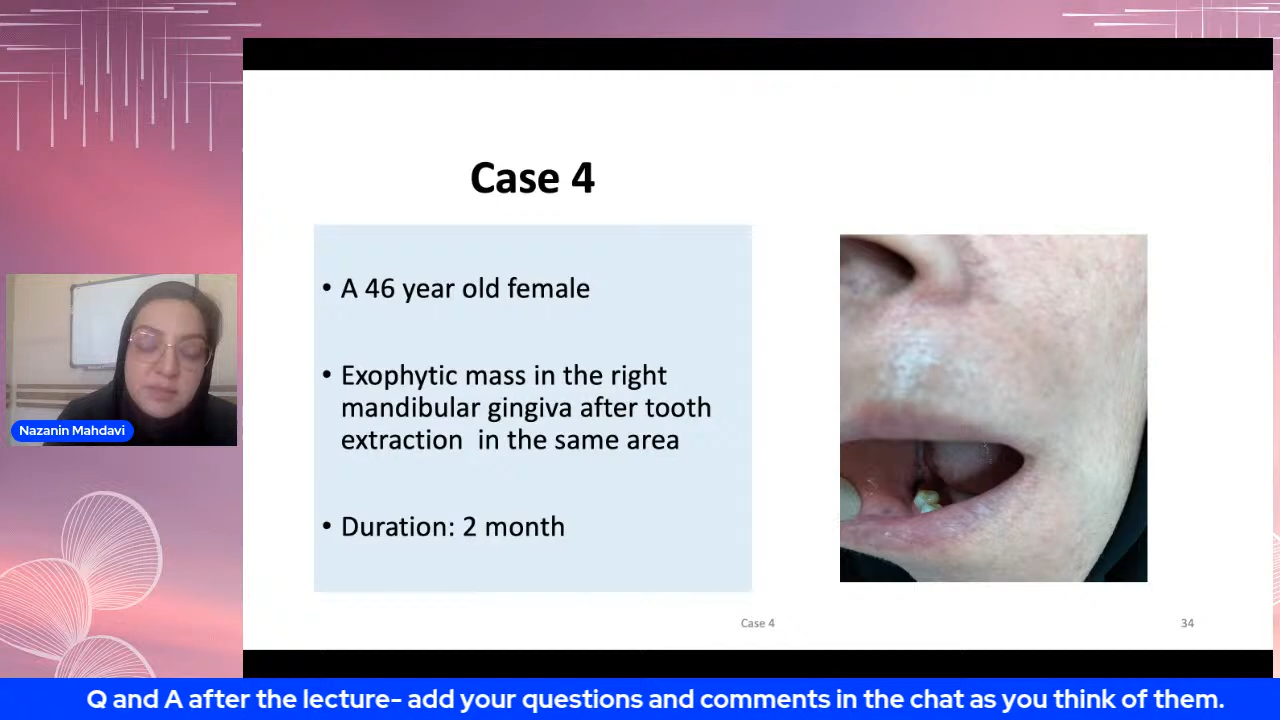 Case 4
• A 46 year old female
• Exophytic mass in the right
mandibular gingiva after tooth
extraction  in the same area
• Duration: 2 month
Nazanin Mahdavi
Case 4
34
Q and A after the lecture- add your questions and comments in the chat as you think of them.